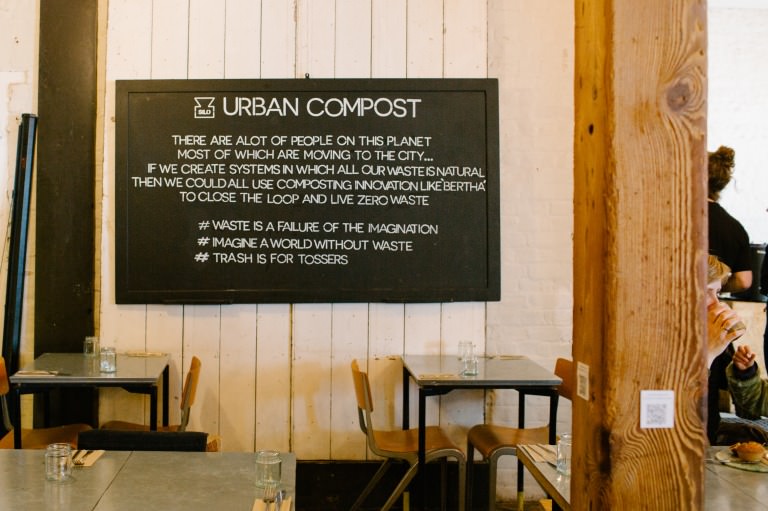 SILO URBAN COMPOST
THERE ARE ALOT OF PEOPLE ON THIS PLANET
MOST OF WHICH ARE MOVING TO THE CITY...
IF WE CREATE SYSTEMS IN WHICH ALL OUR WASTE IS NATURAL
THEN WE COULD ALL USE COMPOSTING INNOVATION LIKE 'BERTHA'
TO CLOSE THE LOOP AND LIVE ZERO WASTE
# WASTE IS A FAILURE OF THE IMAGINATION
# IMAGINE A WORLD WITHOUT WASTE
# TRASH IS FOR TOSSERS